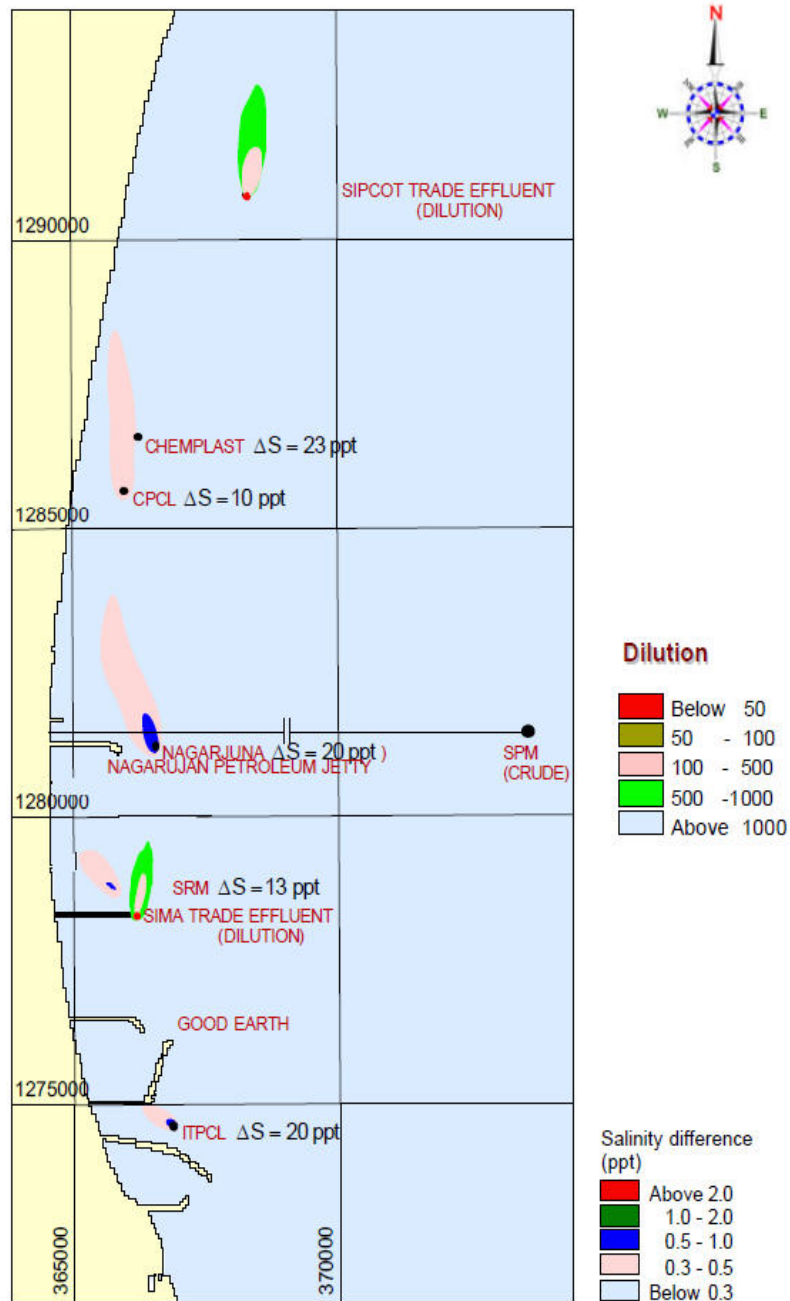 N
W
E
S
SIPCOT TRADE EFFLUENT
(DILUTION)
1290000
CHEMPLAST ΔS = 23 ppt
CPCL ΔS = 10 ppt
1285000
NAGARJUNA ΔS = 20 ppt )
NAGARUJAN PETROLEUM JETTY
SPM
(CRUDE)
1280000
SRM ΔS = 13 ppt
SIMA TRADE EFFLUENT
(DILUTION)
GOOD EARTH
1275000
ITPCL ΔS = 20 ppt
365000
370000
Dilution
Below 50
50 - 100
100 - 500
500 -1000
Above 1000
Salinity difference
(ppt)
Above 2.0
1.0 - 2.0
0.5 - 1.0
0.3 - 0.5
Below 0.3